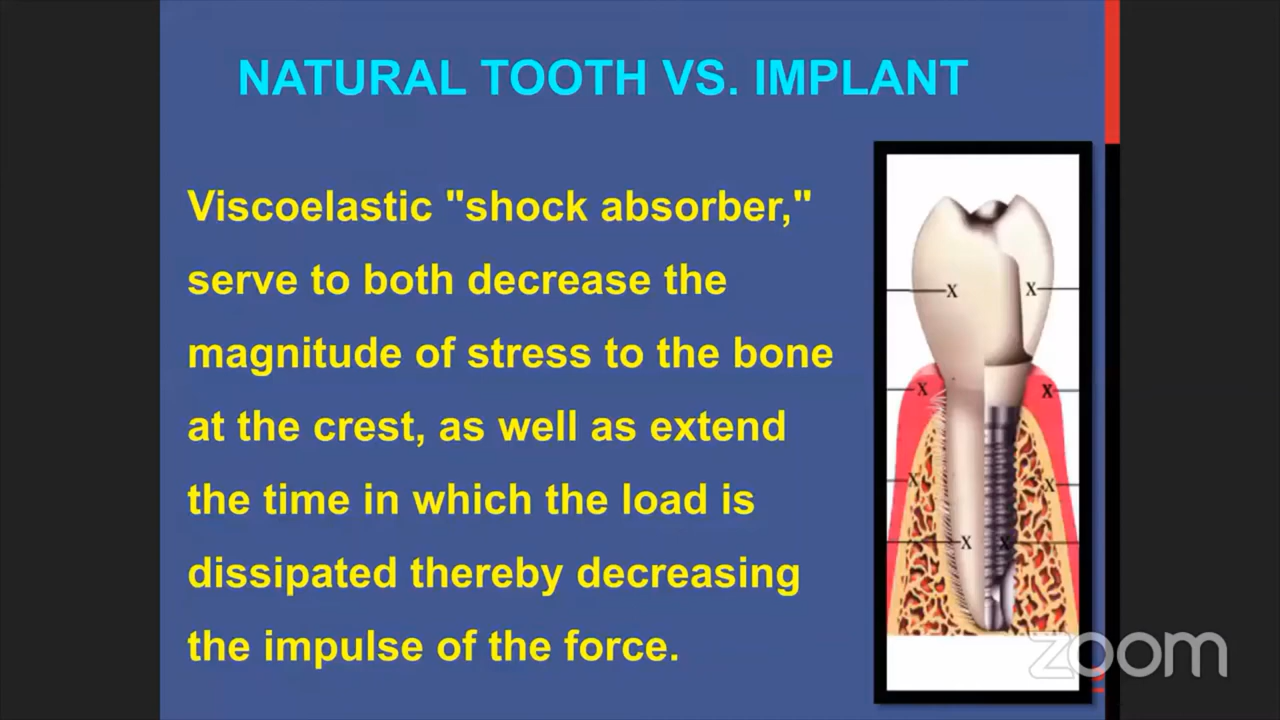 NATURAL TOOTH VS. IMPLANT
Viscoelastic "shock absorber,"
serve to both decrease the
magnitude of stress to the bone
at the crest, as well as extend
the time in which the load is
dissipated thereby decreasing
the impulse of the force.
X X
X X
X X
X X
zoom